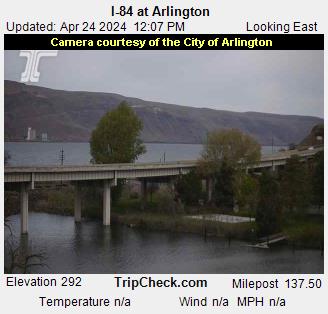 I-84 at Arlington
Updated: Apr 24 2024 12:07 PM Looking East
Camera courtesy of the City of Arlington
Elevation 292 TripCheck.com Milepost 137.50
Temperature n/a Wind n/a MPH n/a